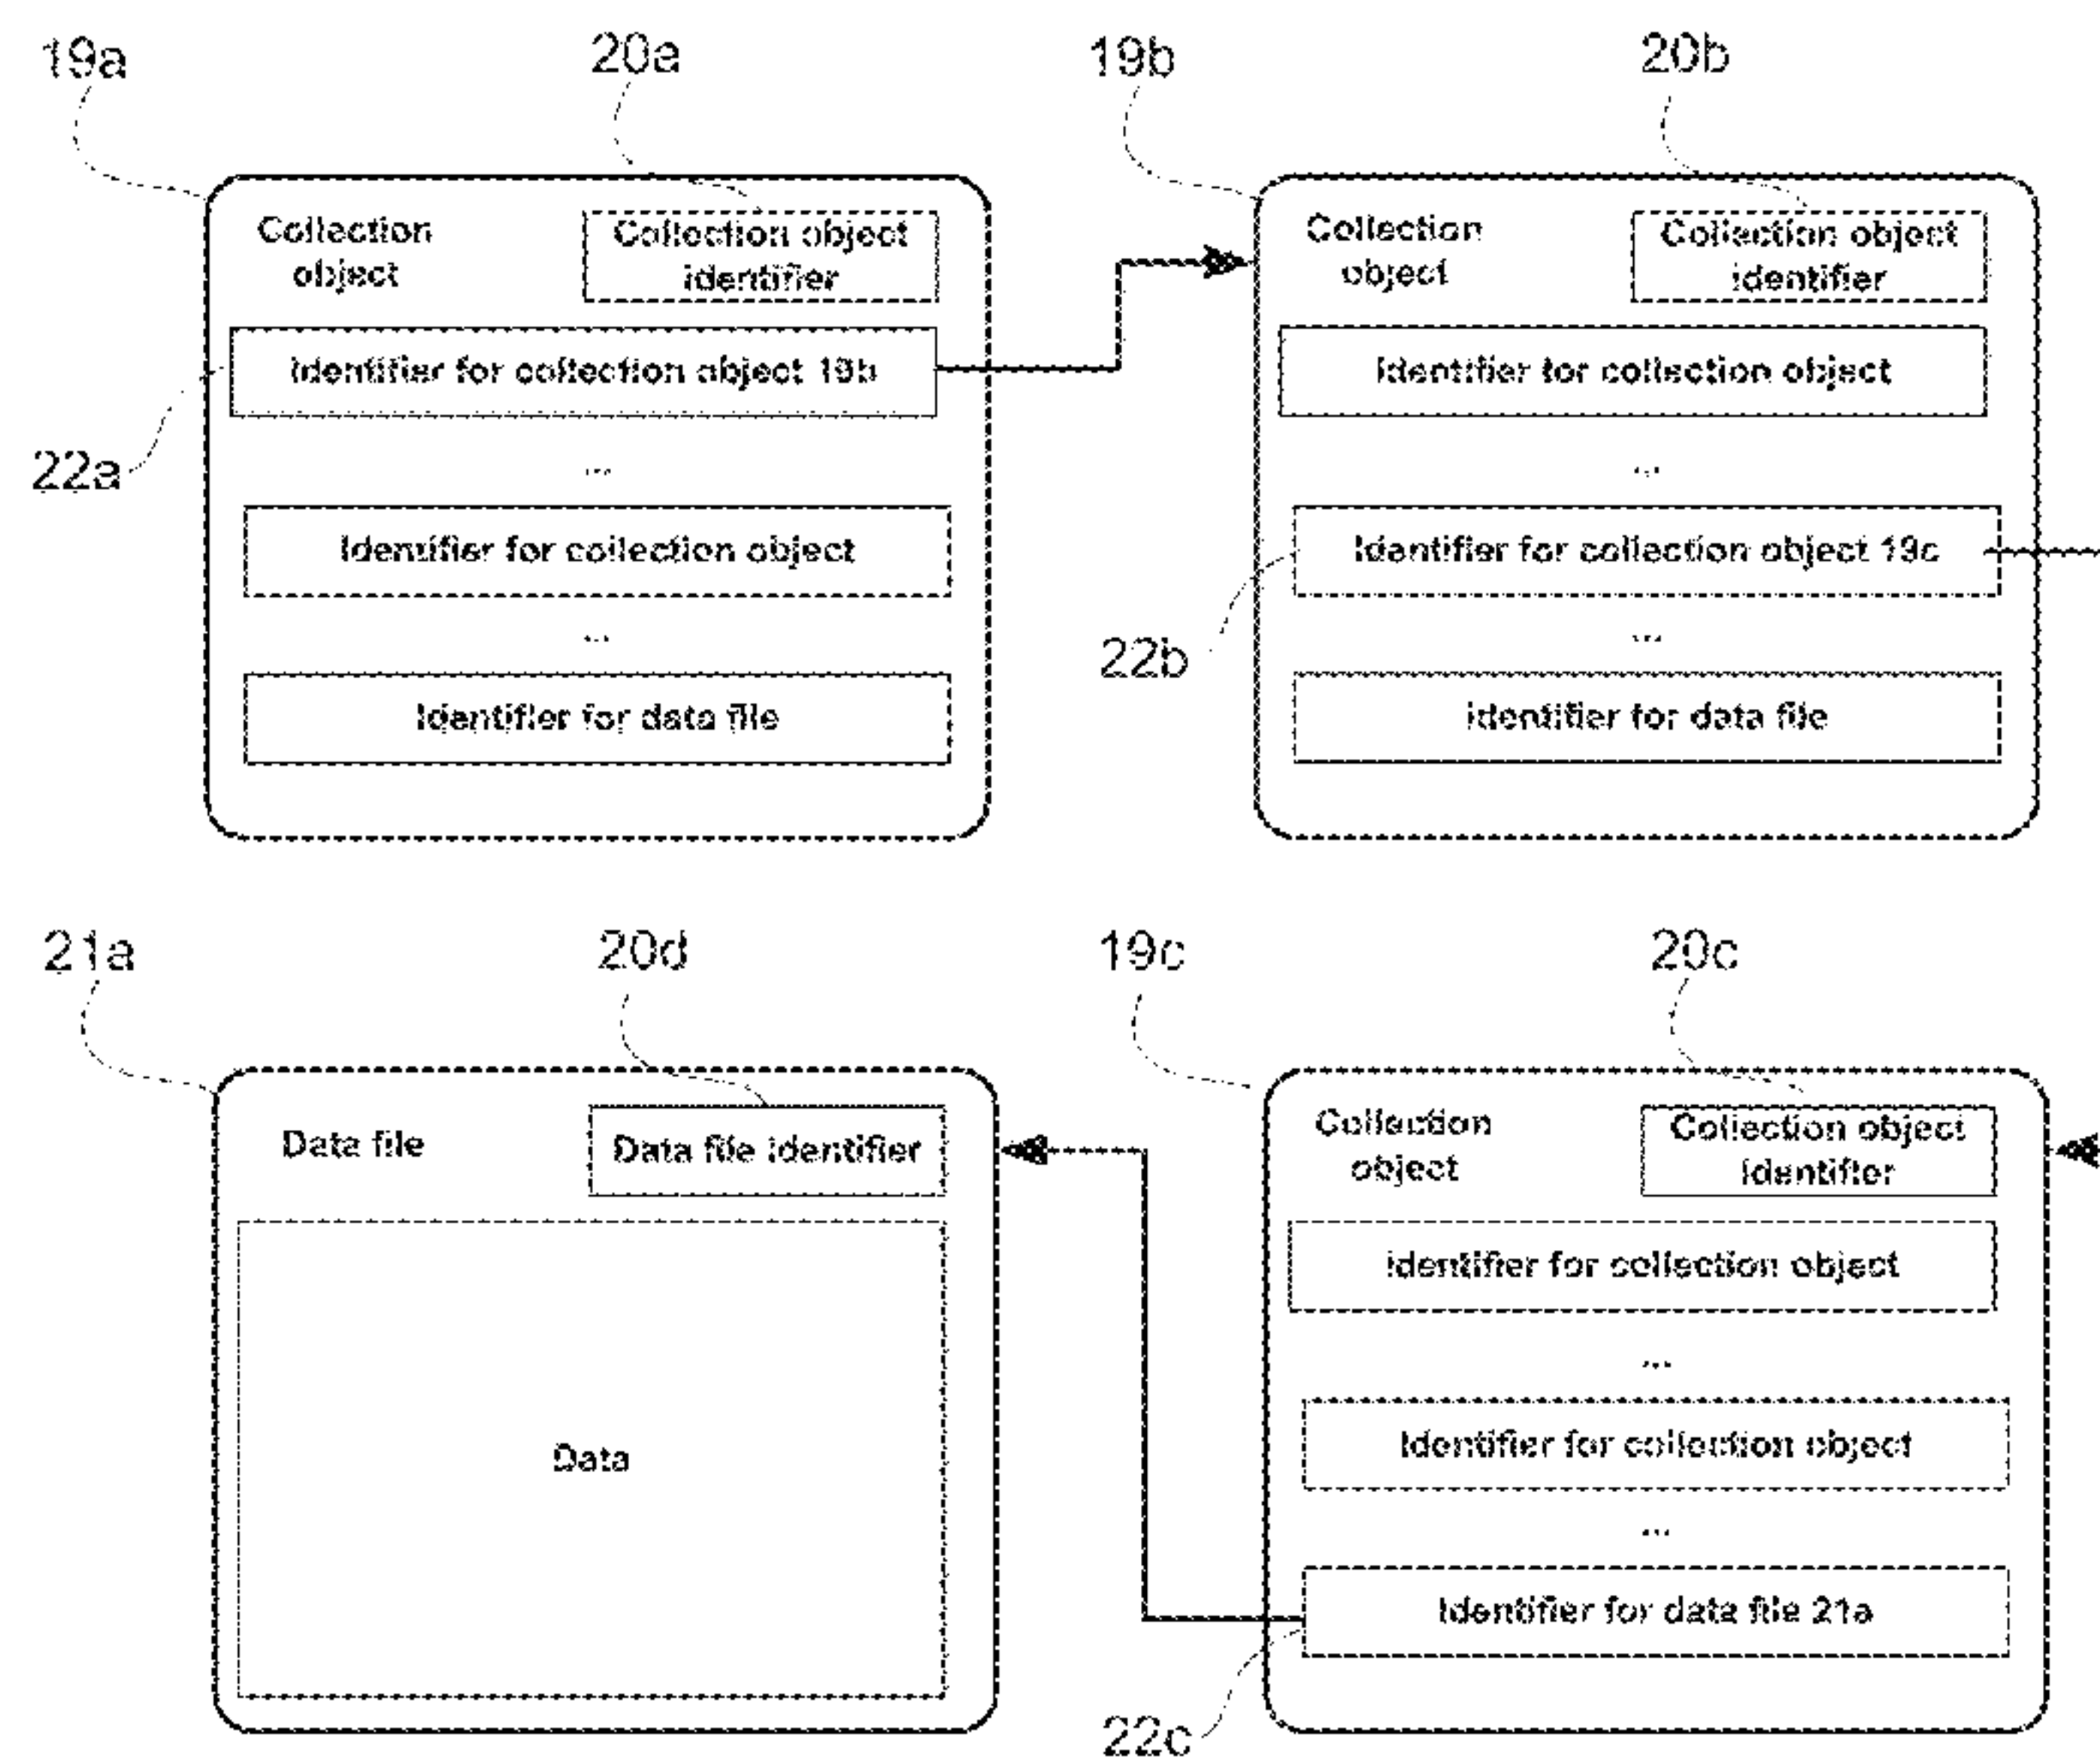 19a
20a
19b
20b
Collection
object
Collection object
identifier
Identifier for collection object 19b
22a
...
Identifier for collection object
...
Identifier for data file
Collection
object
Collection object
identifier
Identifier for collection object
...
Identifier for collection object 19c
22b
...
Identifier for data file
21a
20d
19c
20c
Data file
Data file identifier
Data
Collection
object
Collection object
identifier
Identifier for collection object
...
Identifier for collection object
...
Identifier for data file 21a
22c